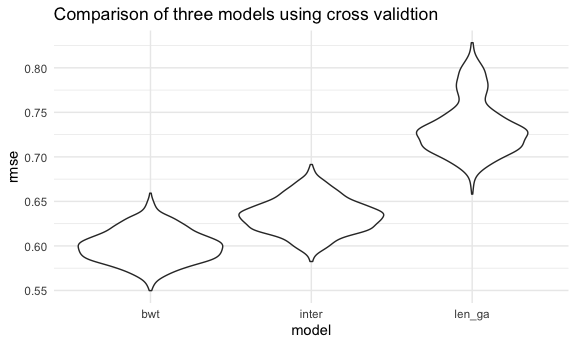 Comparison of three models using cross validtion
0.80
0.75
0.70
0.65
0.60
0.55
rmse
bwt inter len_ga
model